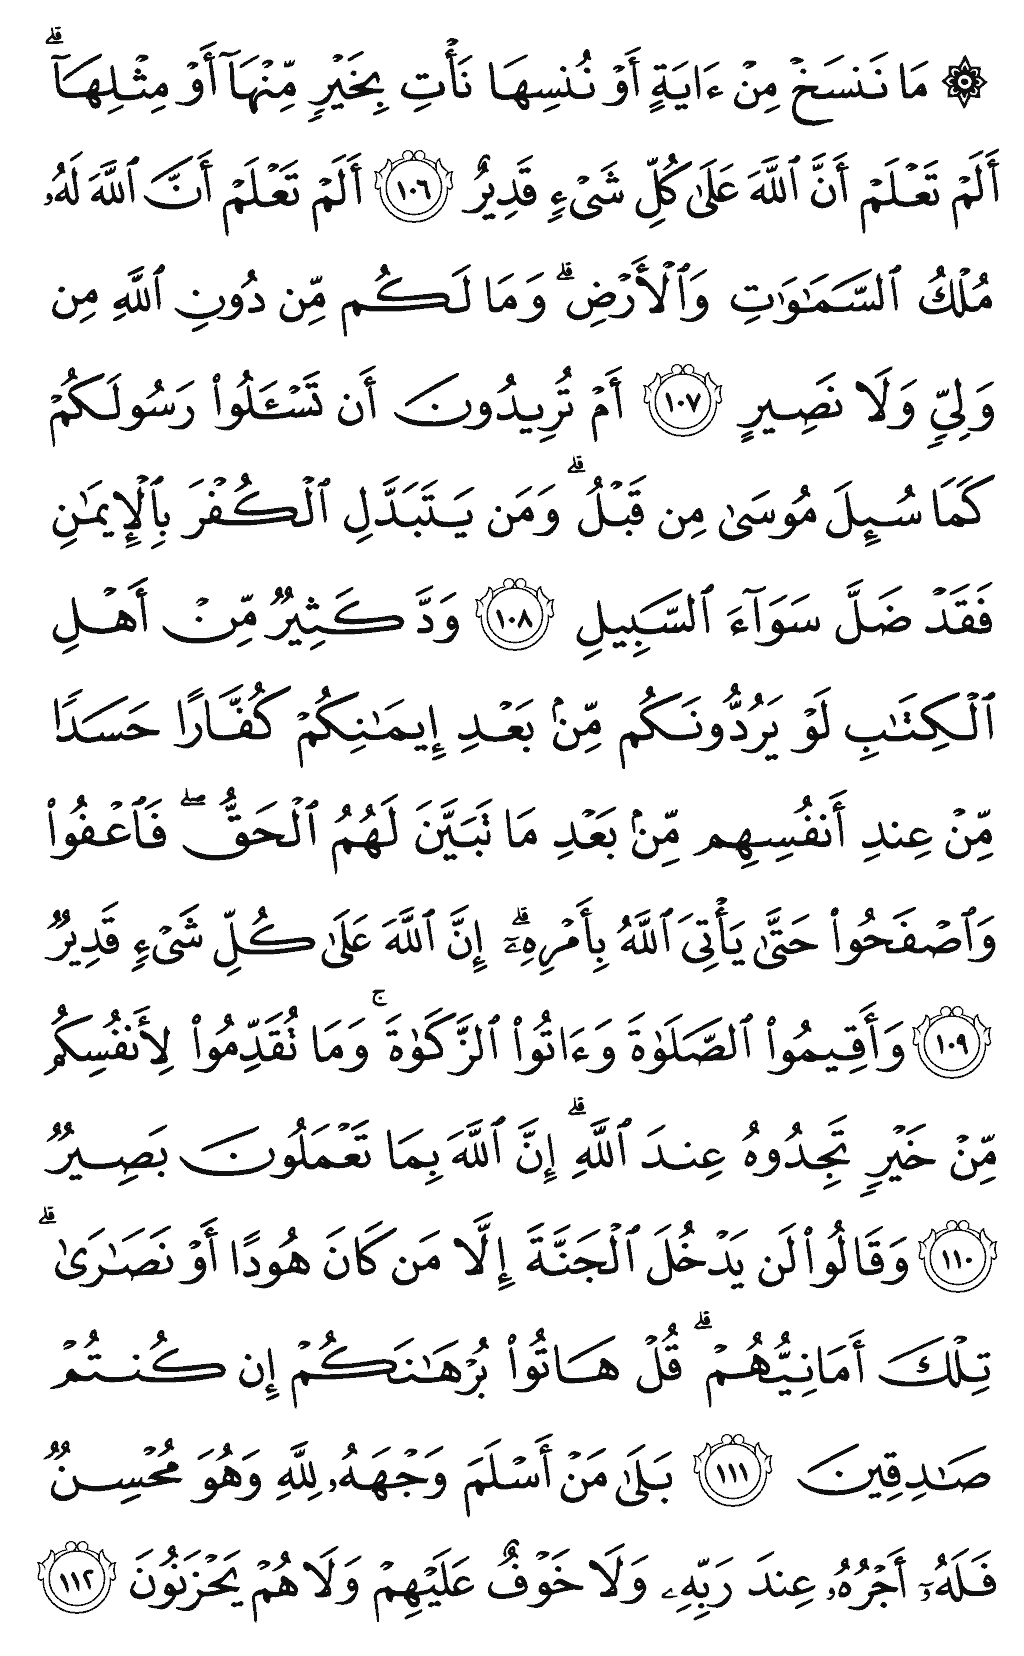 ۞ مَا نَنسَخْ مِنْ ءَايَةٍ أَوْ نُنسِهَا نَأْتِ بِخَيْرٍ مِّنْهَآ أَوْ مِثْلِهَآ ۗ
أَلَمْ تَعْلَمْ أَنَّ ٱللَّهَ عَلَىٰ كُلِّ شَىْءٍ قَدِيرٌ ١٠٦ أَلَمْ تَعْلَمْ أَنَّ ٱللَّهَ لَهُۥ
مُلْكُ ٱلسَّمَـٰوَٰتِ وَٱلْأَرْضِ ۗ وَمَا لَكُم مِّن دُونِ ٱللَّهِ مِن
وَلِىٍّ وَلَا نَصِيرٍ ١٠٧ أَمْ تُرِيدُونَ أَن تَسْـَٔلُوا۟ رَسُولَكُمْ
كَمَا سُئِلَ مُوسَىٰ مِن قَبْلُ ۗ وَمَن يَتَبَدَّلِ ٱلْكُفْرَ بِٱلْإِيمَـٰنِ
فَقَدْ ضَلَّ سَوَآءَ ٱلسَّبِيلِ ١٠٨ وَدَّ كَثِيرٌ مِّنْ أَهْلِ
ٱلْكِتَـٰبِ لَوْ يَرُدُّونَكُم مِّنۢ بَعْدِ إِيمَـٰنِكُمْ كُفَّارًا حَسَدًا
مِّنْ عِندِ أَنفُسِهِم مِّنۢ بَعْدِ مَا تَبَيَّنَ لَهُمُ ٱلْحَقُّ ۖ فَٱعْفُوا۟
وَٱصْفَحُوا۟ حَتَّىٰ يَأْتِىَ ٱللَّهُ بِأَمْرِهِۦٓ ۗ إِنَّ ٱللَّهَ عَلَىٰ كُلِّ شَىْءٍ قَدِيرٌ
١٠٩ وَأَقِيمُوا۟ ٱلصَّلَوٰةَ وَءَاتُوا۟ ٱلزَّكَوٰةَ ۚ وَمَا تُقَدِّمُوا۟ لِأَنفُسِكُم
مِّنْ خَيْرٍ تَجِدُوهُ عِندَ ٱللَّهِ ۗ إِنَّ ٱللَّهَ بِمَا تَعْمَلُونَ بَصِيرٌ
١١٠ وَقَالُوا۟ لَن يَدْخُلَ ٱلْجَنَّةَ إِلَّا مَن كَانَ هُودًا أَوْ نَصَـٰرَىٰ ۗ
تِلْكَ أَمَانِيُّهُمْ ۗ قُلْ هَاتُوا۟ بُرْهَـٰنَكُمْ إِن كُنتُمْ
صَـٰدِقِينَ ١١١ بَلَىٰ مَنْ أَسْلَمَ وَجْهَهُۥ لِلَّهِ وَهُوَ مُحْسِنٌ
فَلَهُۥٓ أَجْرُهُۥ عِندَ رَبِّهِۦ وَلَا خَوْفٌ عَلَيْهِمْ وَلَا هُمْ يَحْزَنُونَ ١١٢